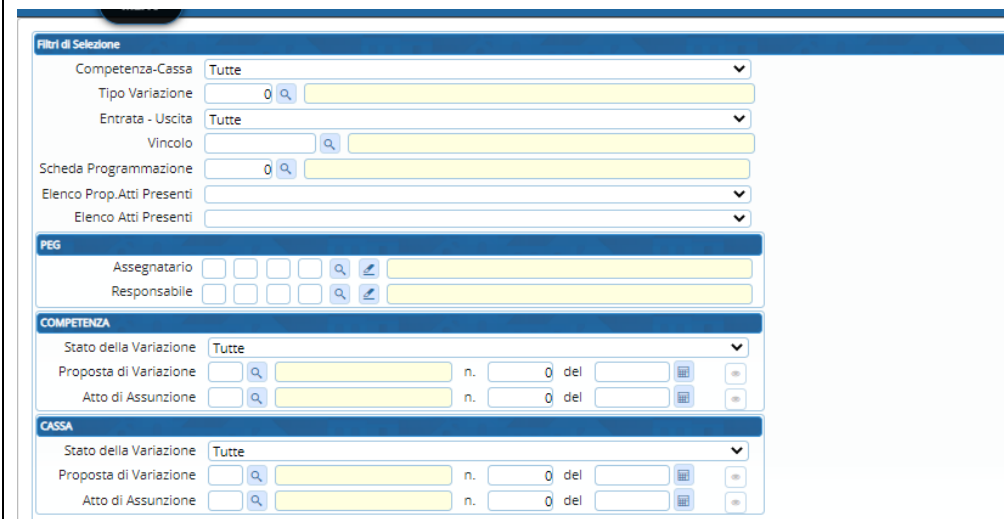 Filtri di Selezione
Competenza-Cassa Tutte
Tipo Variazione 0
Entrata - Uscita Tutte
Vincolo
Scheda Programmazione 0
Elenco Prop.Atti Presenti
Elenco Atti Presenti
PEG
Assegnatario
Responsabile
COMPETENZA
Stato della Variazione Tutte
Proposta di Variazione n. 0 del
Atto di Assunzione n. 0 del
CASSA
Stato della Variazione Tutte
Proposta di Variazione n. 0 del
Atto di Assunzione n. 0 del